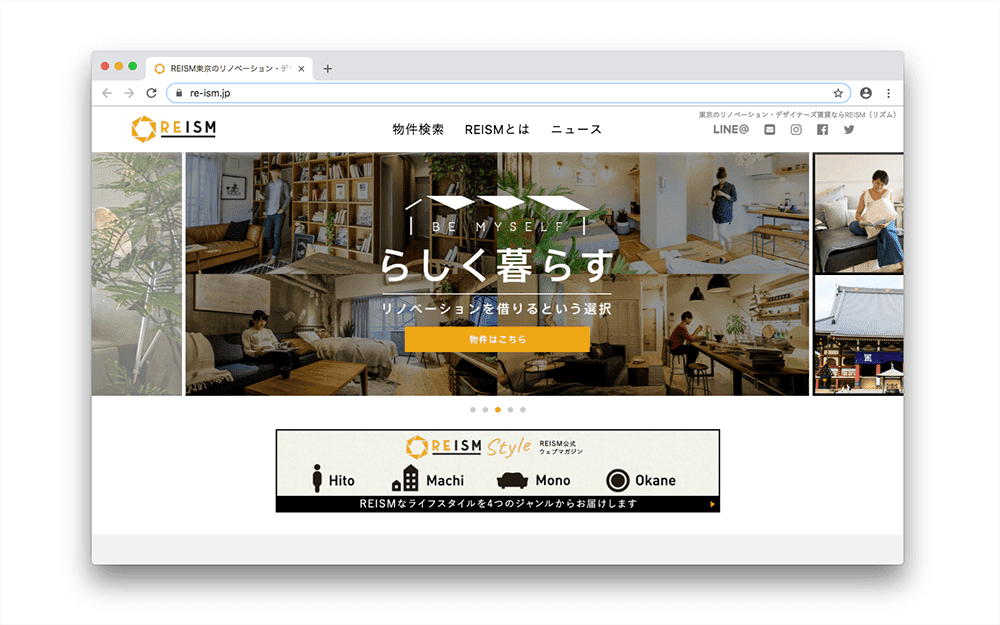 REISM東京のリノベーション・デ
re-ism.jp
東京のリノベーション・デザイナーズ賃貸ならREISM（リズム）
REISM
物件検索 REISMとは ニュース
LINE@
BE MYSELF
らしく暮らす
リノベーションを借りるという選択
物件はこちら
REISM Style
REISM公式
ウェブマガジン
Hito Machi Mono Okane
REISMなライフスタイルを4つのジャンルからお届けします